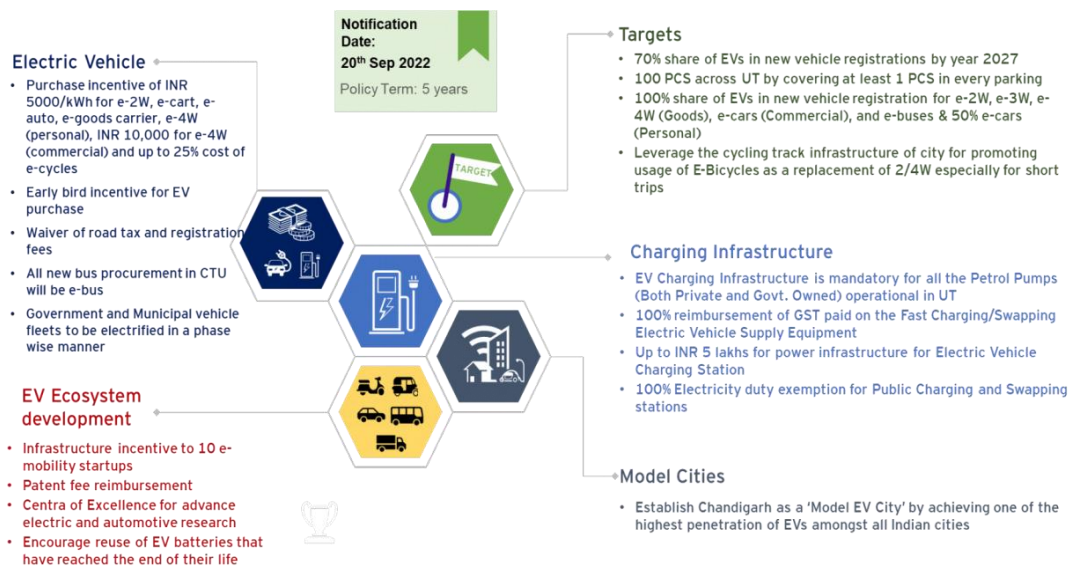 Notification
Date:
20th Sep 2022
Policy Term: 5 years
Electric Vehicle
• Purchase incentive of INR
5000/kWh for e-2W, e-cart, e-
auto, e-goods carrier, e-4W
(personal), INR 10,000 for e-4W
(commercial) and up to 25% cost of
e-cycles
• Early bird incentive for EV
purchase
• Waiver of road tax and registration
fees
• All new bus procurement in CTU
will be e-bus
• Government and Municipal vehicle
fleets to be electrified in a phase
wise manner
EV Ecosystem
development
• Infrastructure incentive to 10 e-
mobility startups
• Patent fee reimbursement
• Centra of Excellence for advance
electric and automotive research
• Encourage reuse of EV batteries that
have reached the end of their life
TARGET
Targets
• 70% share of EVs in new vehicle registrations by year 2027
• 100 PCS across UT by covering at least 1 PCS in every parking
• 100% share of EVs in new vehicle registration for e-2W, e-3W, e-
4W (Goods), e-cars (Commercial), and e-buses & 50% e-cars
(Personal)
• Leverage the cycling track infrastructure of city for promoting
usage of E-Bicycles as a replacement of 2/4W especially for short
trips
Charging Infrastructure
• EV Charging Infrastructure is mandatory for all the Petrol Pumps
(Both Private and Govt. Owned) operational in UT
• 100% reimbursement of GST paid on the Fast Charging/Swapping
Electric Vehicle Supply Equipment
• Up to INR 5 lakhs for power infrastructure for Electric Vehicle
Charging Station
• 100% Electricity duty exemption for Public Charging and Swapping
stations
Model Cities
• Establish Chandigarh as a 'Model EV City' by achieving one of the
highest penetration of EVs amongst all Indian cities